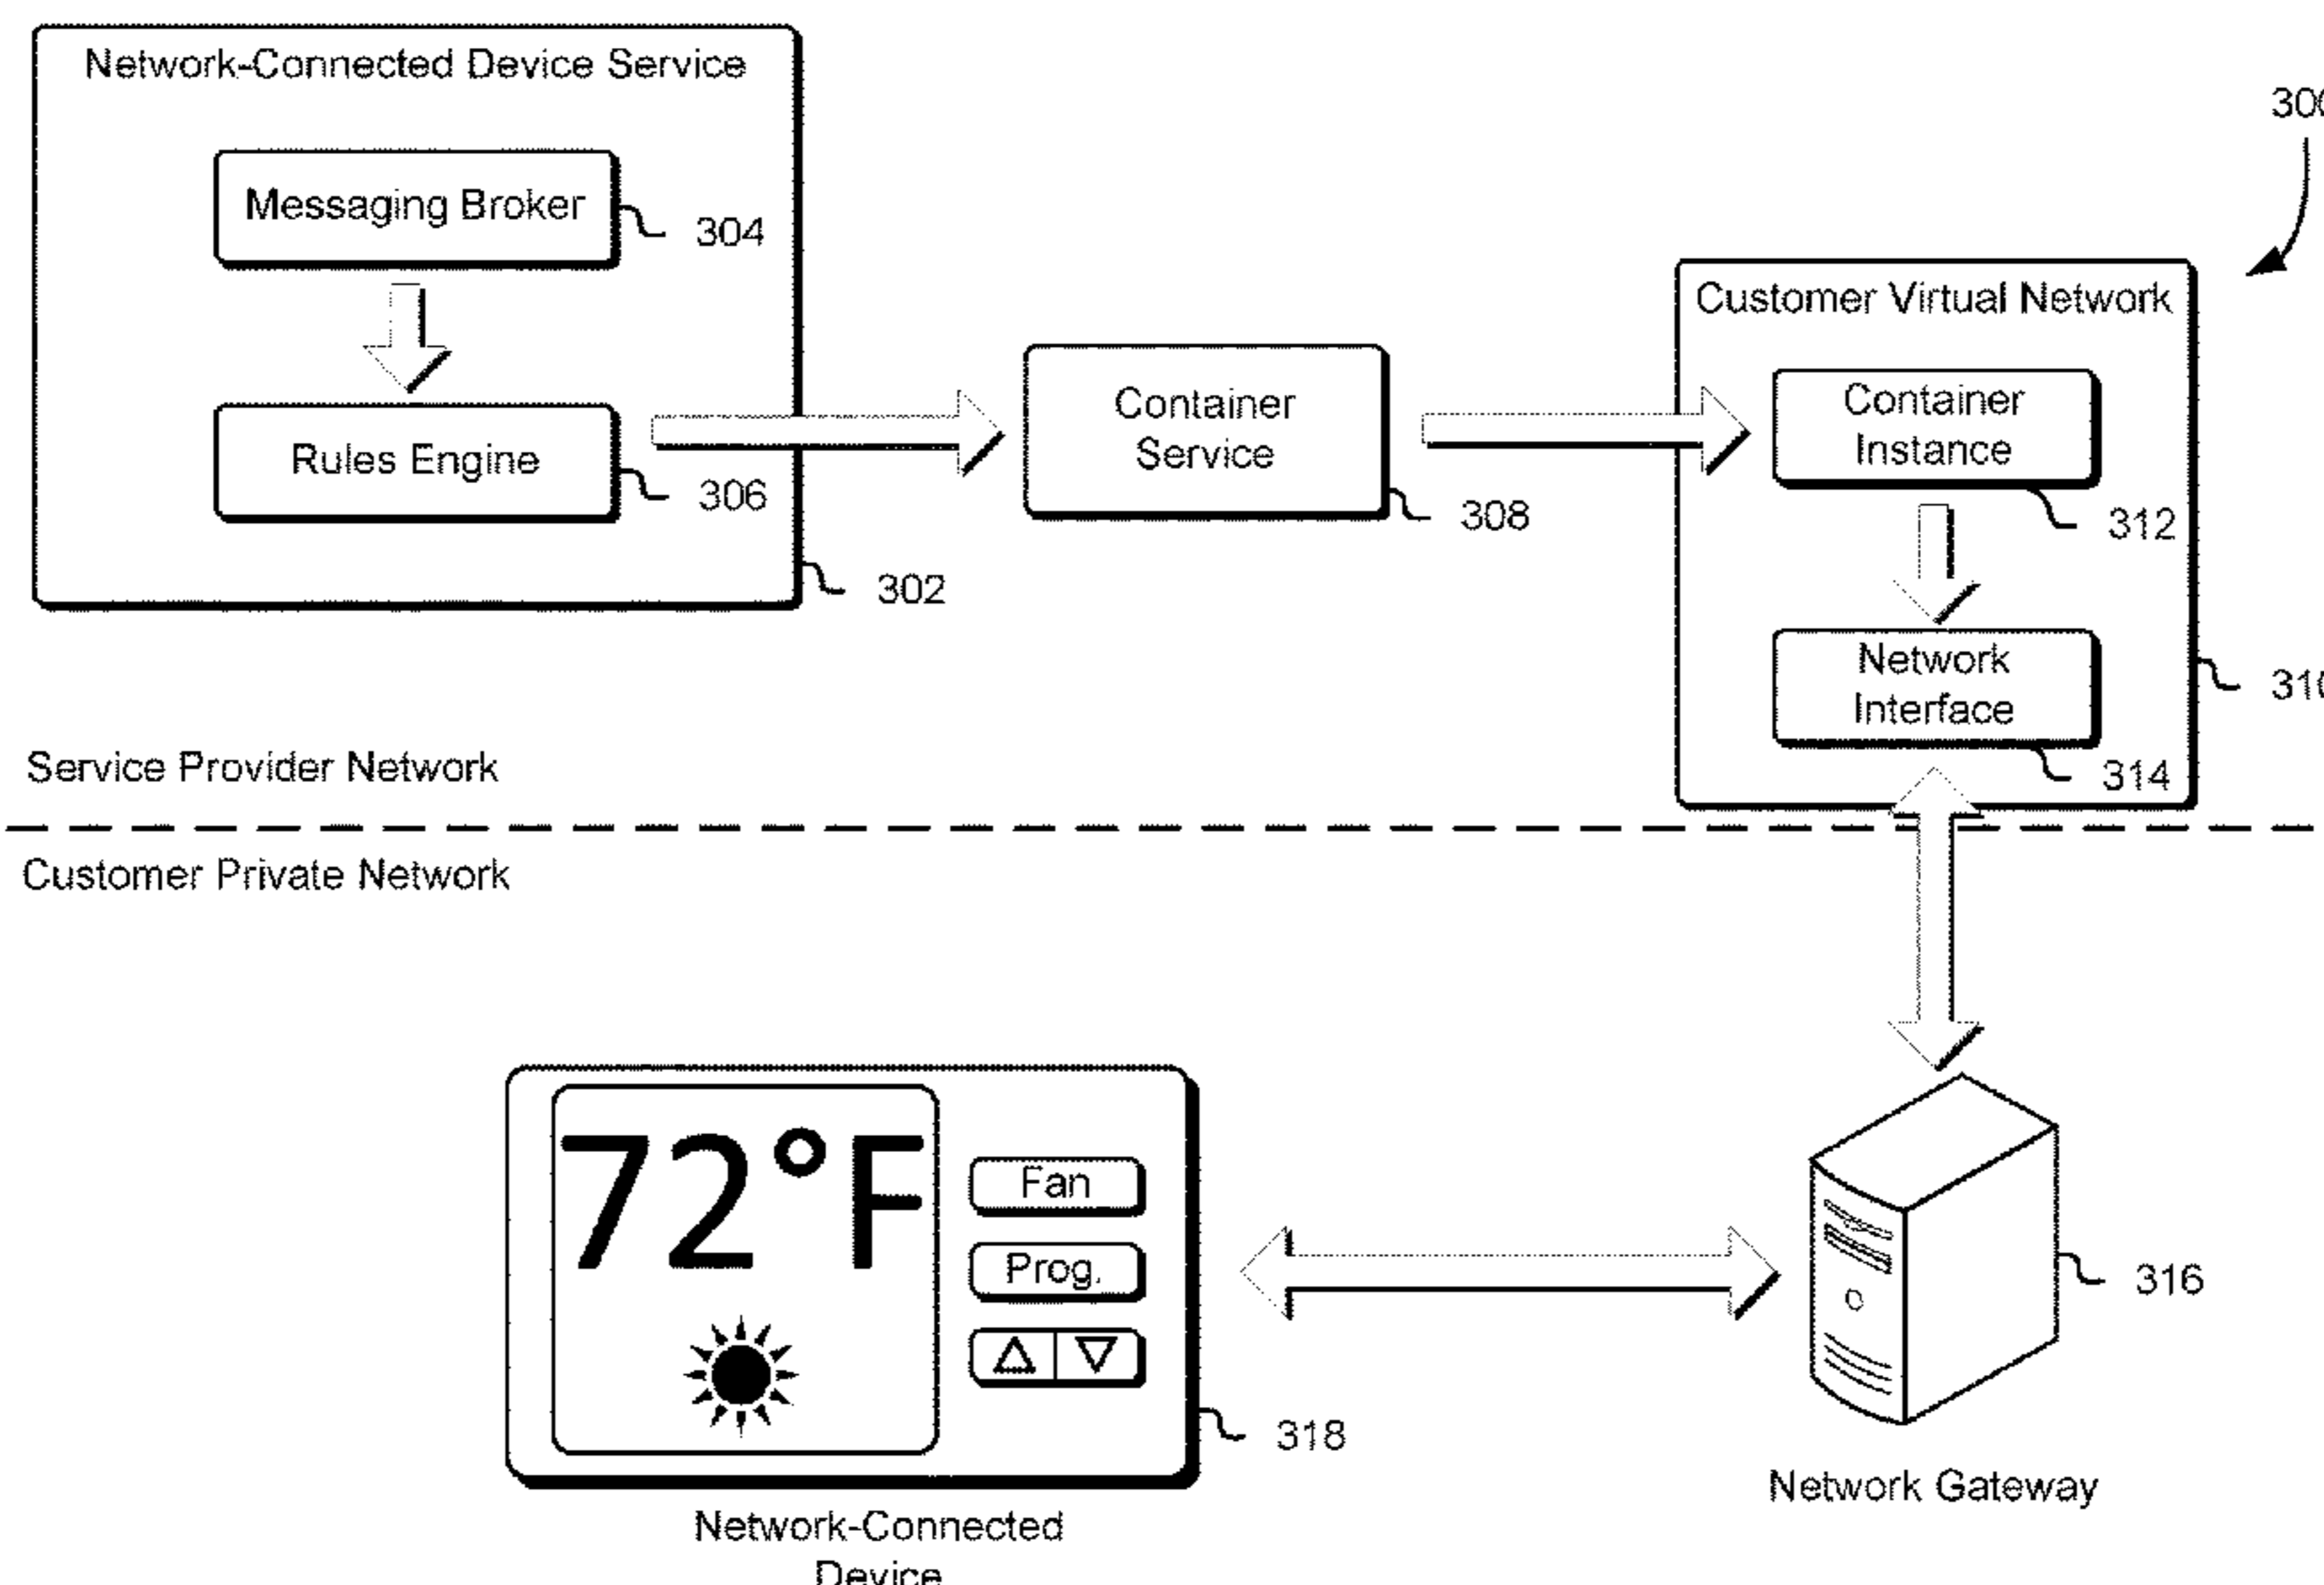 Network-Connected Device Service
300
Messaging Broker
304
Customer Virtual Network
Container
Service
Container
Instance
Rules Engine
306
308
312
302
Network
Interface
310
Service Provider Network
314
Customer Private Network
72°F
Fan
Prog.
316
318
Network Gateway
Network-Connected
Device